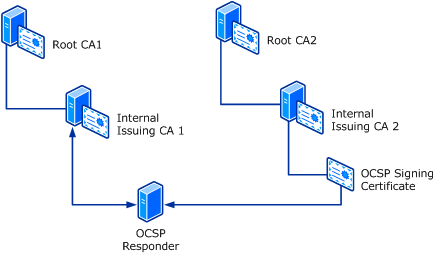 Root CA1
Root CA2
Internal
Issuing CA 1
Internal
Issuing CA 2
OCSP Signing
Certificate
OCSP
Responder